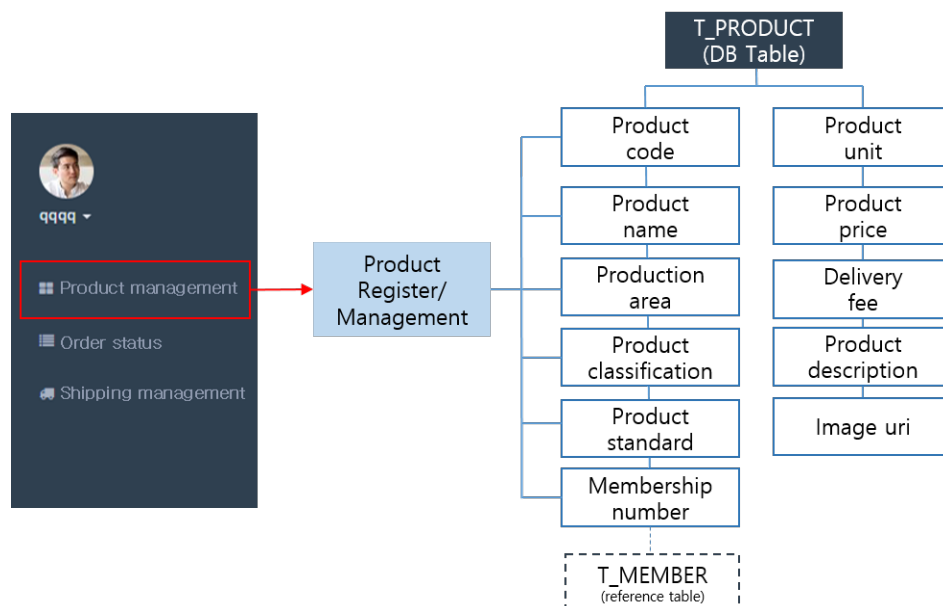 T_PRODUCT
(DB Table)
qqqq
Product management
Order status
Shipping management
Product
Register/
Management
Product
code
Product
name
Production
area
Product
classification
Product
standard
Membership
number
T_MEMBER
(reference table)
Product
unit
Product
price
Delivery
fee
Product
description
Image uri